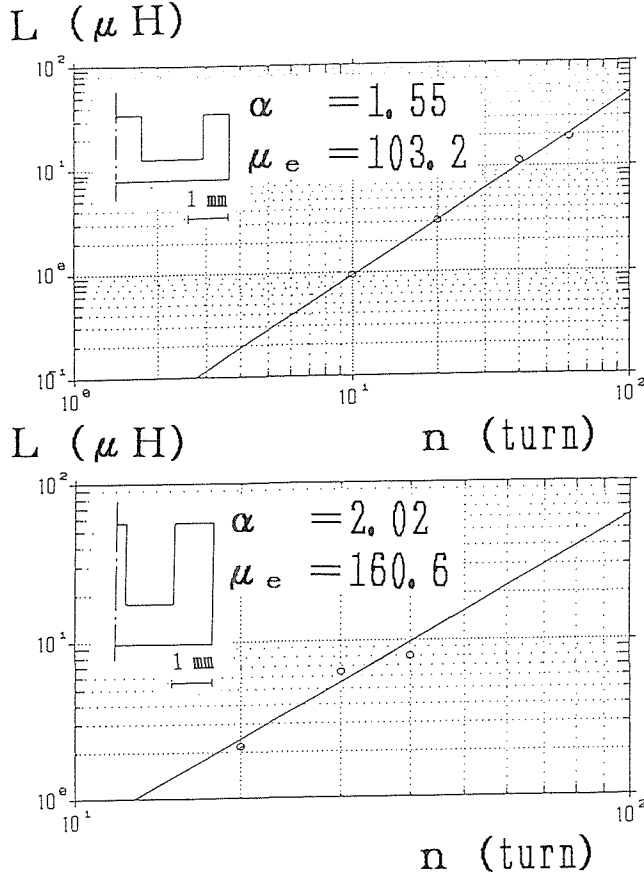 L (μH)
10²
10¹
10⁰
10⁻¹
α =1.55
μe =103.2
1 mm
10⁰ 10¹ 10²
n (turn)
L (μH)
10²
10¹
10⁰
α =2.02
μe =160.6
1 mm
10¹ 10²
n (turn)